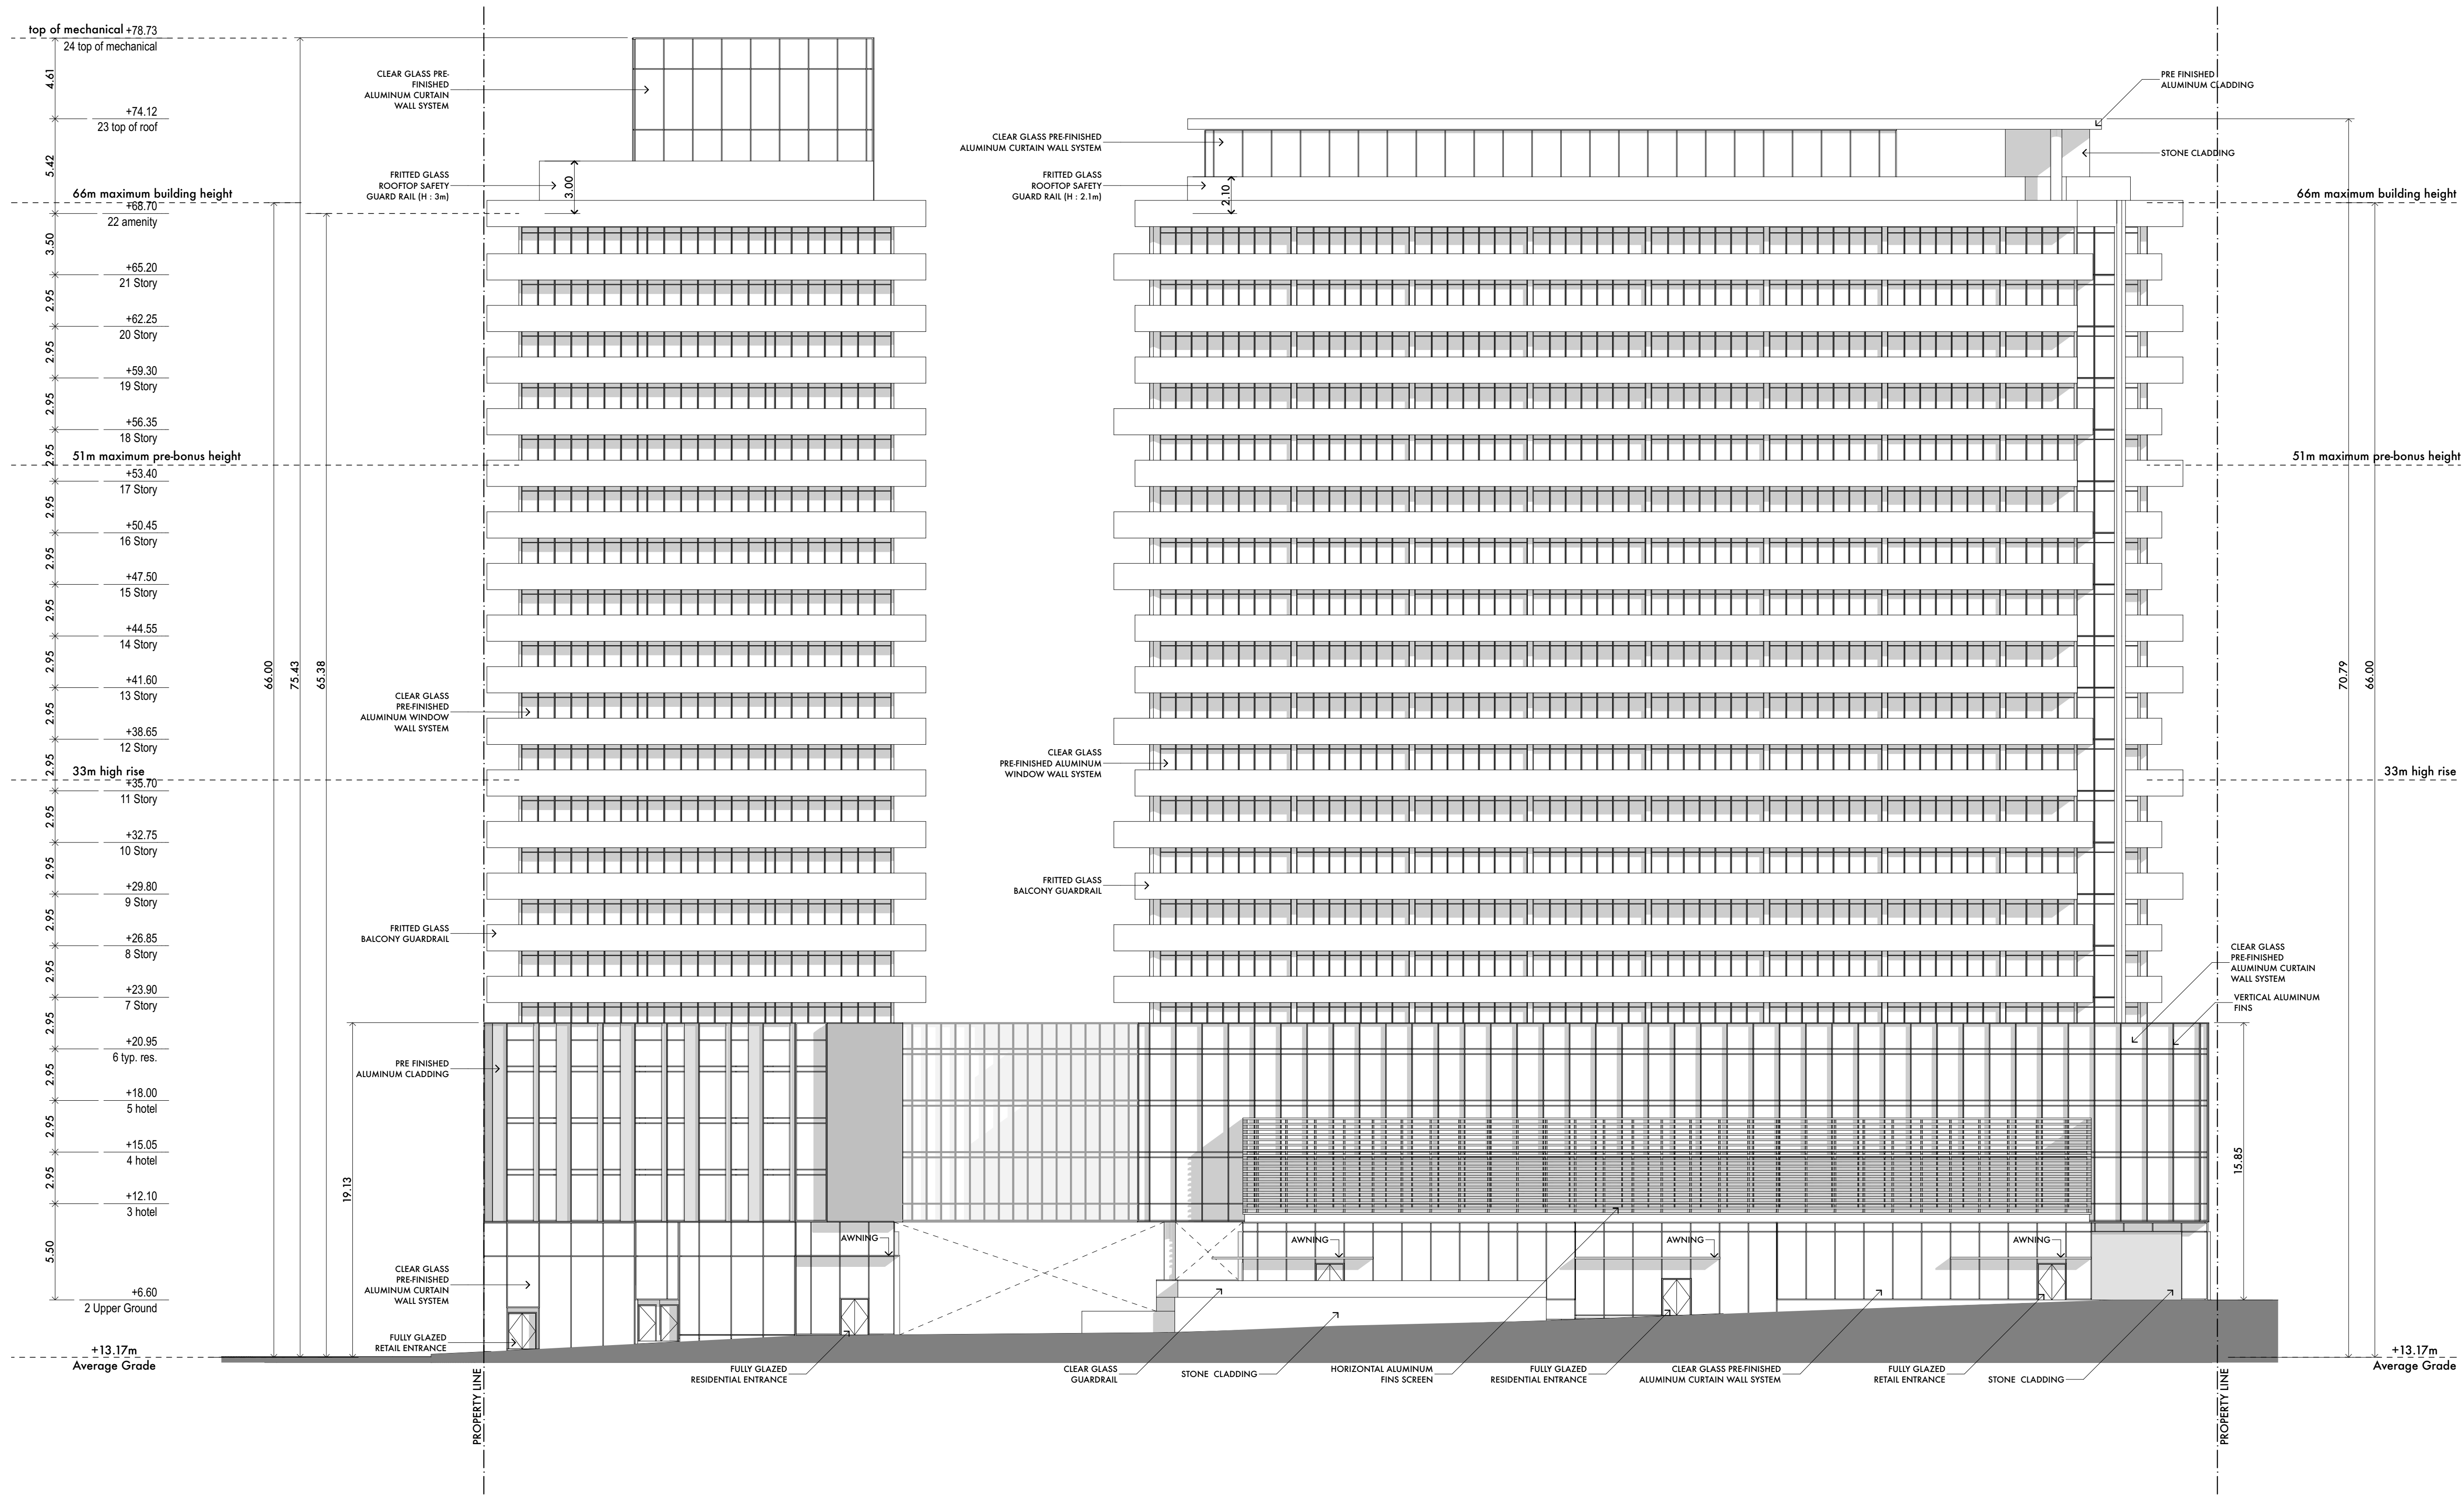 top of mechanical +78.73
24 top of mechanical
4.61
+74.12
23 top of roof
5.42
66m maximum building height
+68.70
22 amenity
3.50
+65.20
21 Story
2.95
+62.25
20 Story
2.95
+59.30
19 Story
2.95
+56.35
18 Story
2.95
51m maximum pre-bonus height
+53.40
17 Story
2.95
+50.45
16 Story
2.95
+47.50
15 Story
2.95
+44.55
14 Story
2.95
+41.60
13 Story
2.95
+38.65
12 Story
2.95
33m high rise
+35.70
11 Story
2.95
+32.75
10 Story
2.95
+29.80
9 Story
2.95
+26.85
8 Story
2.95
+23.90
7 Story
2.95
+20.95
6 typ. res.
2.95
+18.00
5 hotel
2.95
+15.05
4 hotel
2.95
+12.10
3 hotel
5.50
+6.60
2 Upper Ground
+13.17m
Average Grade
66.00
75.43
65.38
19.13
CLEAR GLASS PRE-
FINISHED
ALUMINUM CURTAIN
WALL SYSTEM
FRITTED GLASS
ROOFTOP SAFETY
GUARD RAIL (H : 3m)
3.00
CLEAR GLASS
PRE-FINISHED
ALUMINUM WINDOW
WALL SYSTEM
FRITTED GLASS
BALCONY GUARDRAIL
PRE FINISHED
ALUMINUM CLADDING
CLEAR GLASS
PRE-FINISHED
ALUMINUM CURTAIN
WALL SYSTEM
FULLY GLAZED
RETAIL ENTRANCE
PROPERTY LINE
AWNING
FULLY GLAZED
RESIDENTIAL ENTRANCE
CLEAR GLASS PRE-FINISHED
ALUMINUM CURTAIN WALL SYSTEM
FRITTED GLASS
ROOFTOP SAFETY
GUARD RAIL (H : 2.1m)
2.10
CLEAR GLASS
PRE-FINISHED ALUMINUM
WINDOW WALL SYSTEM
FRITTED GLASS
BALCONY GUARDRAIL
AWNING
AWNING
AWNING
CLEAR GLASS
GUARDRAIL
STONE CLADDING
HORIZONTAL ALUMINUM
FINS SCREEN
FULLY GLAZED
RESIDENTIAL ENTRANCE
CLEAR GLASS PRE-FINISHED
ALUMINUM CURTAIN WALL SYSTEM
FULLY GLAZED
RETAIL ENTRANCE
STONE CLADDING
PRE FINISHED
ALUMINUM CLADDING
STONE CLADDING
66m maximum building height
51m maximum pre-bonus height
70.79
66.00
33m high rise
CLEAR GLASS
PRE-FINISHED
ALUMINUM CURTAIN
WALL SYSTEM
VERTICAL ALUMINUM
FINS
15.85
+13.17m
Average Grade
PROPERTY LINE